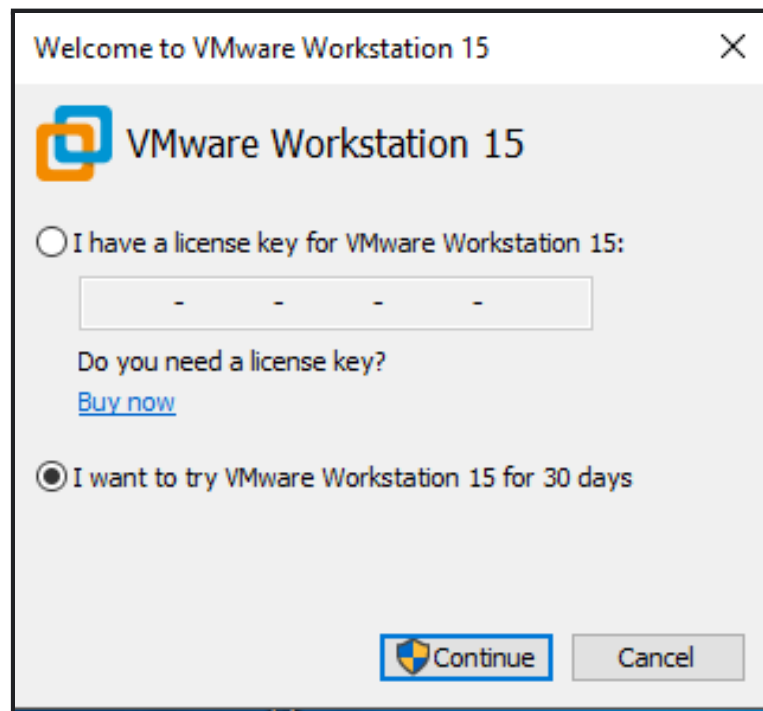 Welcome to VMware Workstation 15
VMware Workstation 15
I have a license key for VMware Workstation 15:
- - - -
Do you need a license key?
Buy now
I want to try VMware Workstation 15 for 30 days
Continue Cancel